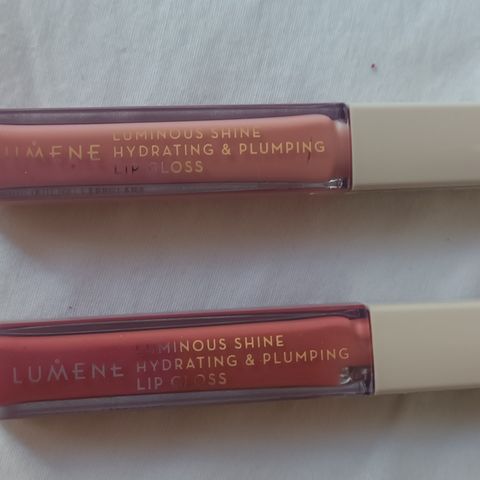 LUMENE
LUMINOUS SHINE
HYDRATING & PLUMPING
LIP GLOSS
LUMENE
LUMINOUS SHINE
HYDRATING & PLUMPING
LIP GLOSS